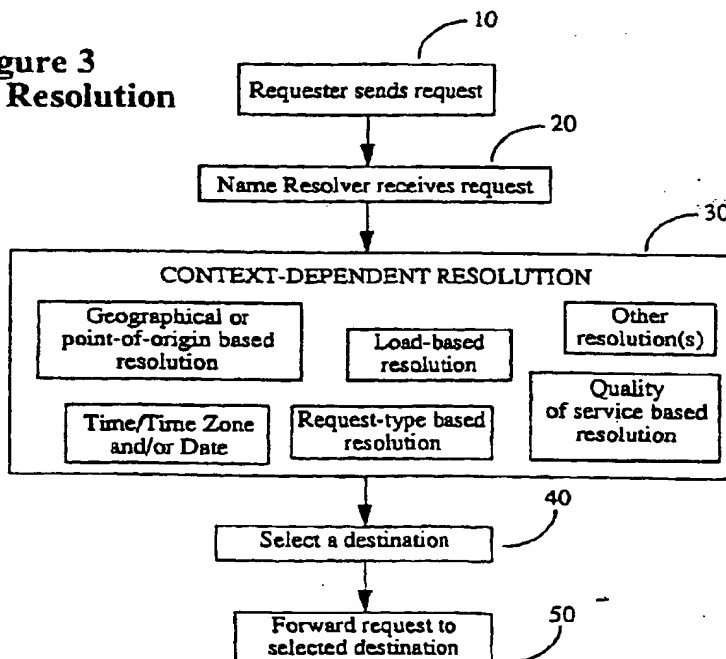 10
gure 3
Resolution
Requester sends request
20
Name Resolver receives request
30
CONTEXT-DEPENDENT RESOLUTION
Geographical or
point-of-origin based
resolution
Load-based
resolution
Other
resolution(s)
Time/Time Zone
and/or Date
Request-type based
resolution
Quality
of service based
resolution
40
Select a destination
50
Forward request to
selected destination